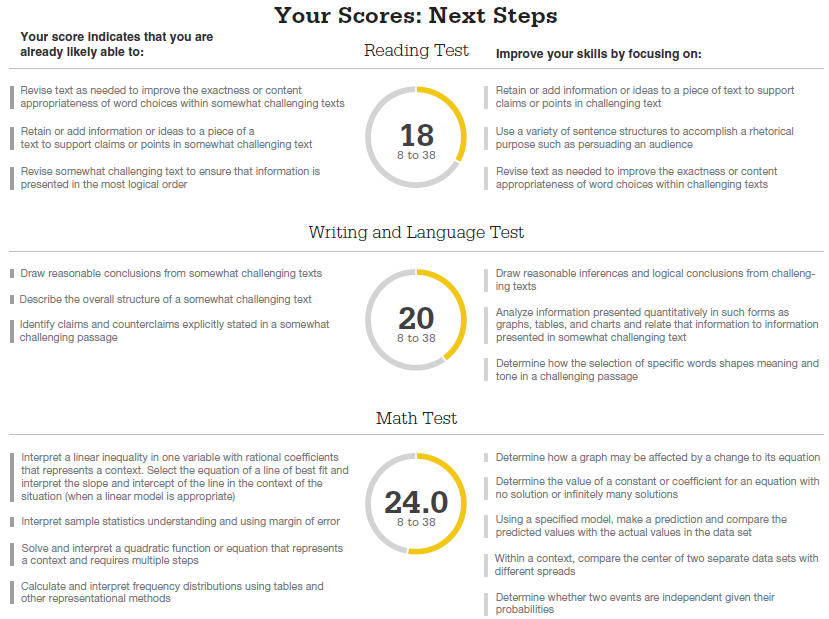 Your Scores: Next Steps
Your score indicates that you are
already likely able to:
Reading Test
Improve your skills by focusing on:
Revise text as needed to improve the exactness or content
appropriateness of word choices within somewhat challenging texts
Retain or add information or ideas to a piece of a
text to support claims or points in somewhat challenging text
Revise somewhat challenging text to ensure that information is
presented in the most logical order
18
8 to 38
Retain or add information or ideas to a piece of text to support
claims or points in challenging text
Use a variety of sentence structures to accomplish a rhetorical
purpose such as persuading an audience
Revise text as needed to improve the exactness or content
appropriateness of word choices within challenging texts
Writing and Language Test
Draw reasonable conclusions from somewhat challenging texts
Describe the overall structure of a somewhat challenging text
Identify claims and counterclaims explicitly stated in a somewhat
challenging passage
20
8 to 38
Draw reasonable inferences and logical conclusions from challeng-
ing texts
Analyze information presented quantitatively in such forms as
graphs, tables, and charts and relate that information to information
presented in somewhat challenging text
Determine how the selection of specific words shapes meaning and
tone in a challenging passage
Math Test
Interpret a linear inequality in one variable with rational coefficients
that represents a context. Select the equation of a line of best fit and
interpret the slope and intercept of the line in the context of the
situation (when a linear model is appropriate)
Interpret sample statistics understanding and using margin of error
Solve and interpret a quadratic function or equation that represents
a context and requires multiple steps
Calculate and interpret frequency distributions using tables and
other representational methods
24.0
8 to 38
Determine how a graph may be affected by a change to its equation
Determine the value of a constant or coefficient for an equation with
no solution or infinitely many solutions
Using a specified model, make a prediction and compare the
predicted values with the actual values in the data set
Within a context, compare the center of two separate data sets with
different spreads
Determine whether two events are independent given their
probabilities